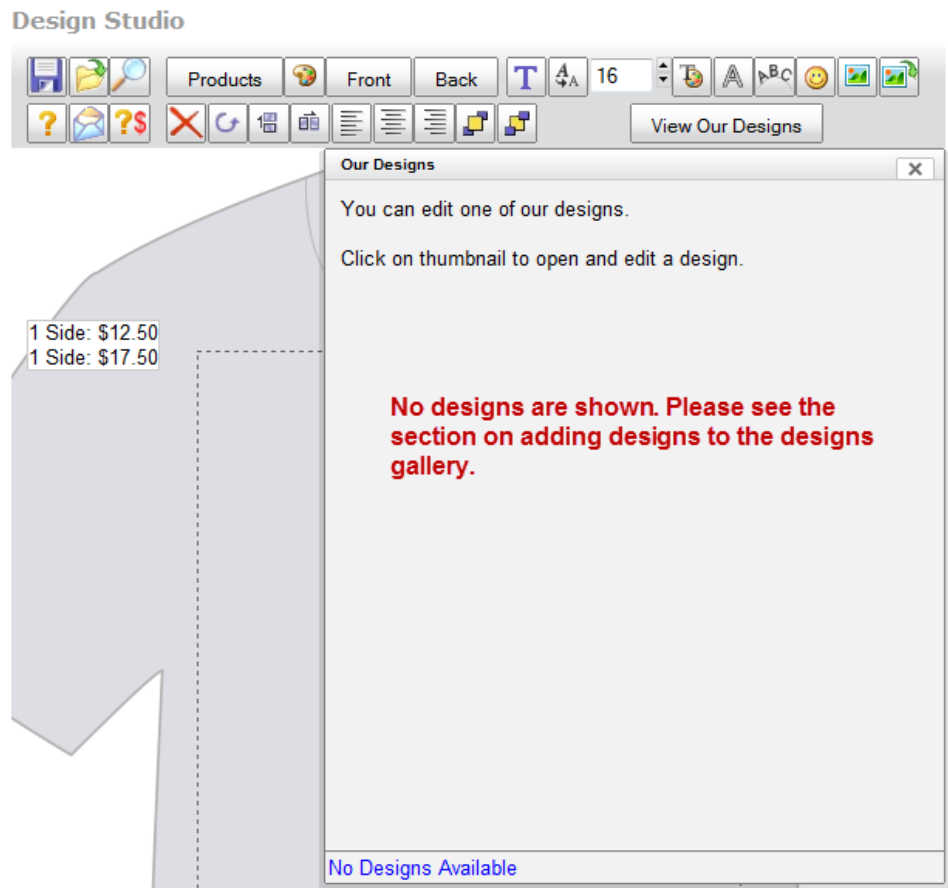 Design Studio
Products
Front
Back
T
A
A
16
T
A
ABC
?
?$
View Our Designs
Our Designs
You can edit one of our designs.
Click on thumbnail to open and edit a design.
1 Side: $12.50
1 Side: $17.50
No designs are shown. Please see the
section on adding designs to the designs
gallery.
No Designs Available